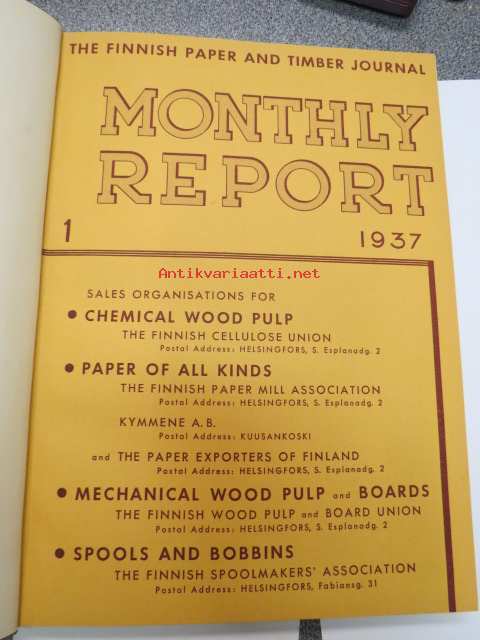 THE FINNISH PAPER AND TIMBER JOURNAL
MONTHLY
REPORT
1 1937
Antikvariaatti.net
SALES ORGANISATIONS FOR
• CHEMICAL WOOD PULP
THE FINNISH CELLULOSE UNION
Postal Address: HELSINGFORS, S. Esplanadg. 2
• PAPER OF ALL KINDS
THE FINNISH PAPER MILL ASSOCIATION
Postal Address: HELSINGFORS, S. Esplanadg. 2
KYMMENE A.B.
Postal Address: KUUSANKOSKI
and THE PAPER EXPORTERS OF FINLAND
Postal Address: HELSINGFORS, S. Esplanadg. 2
• MECHANICAL WOOD PULP and BOARDS
THE FINNISH WOOD PULP and BOARD UNION
Postal Address: HELSINGFORS, S. Esplanadg. 2
• SPOOLS AND BOBBINS
THE FINNISH SPOOLMAKERS' ASSOCIATION
Postal Address: HELSINGFORS, Fabiansg. 31